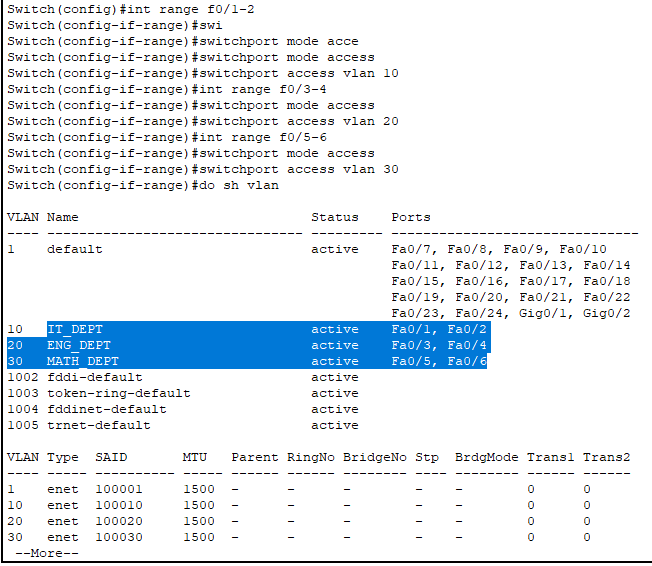 Switch(config)#int range f0/1-2
Switch(config-if-range)#swi
Switch(config-if-range)#switchport mode acce
Switch(config-if-range)#switchport mode access
Switch(config-if-range)#switchport access vlan 10
Switch(config-if-range)#int range f0/3-4
Switch(config-if-range)#switchport mode access
Switch(config-if-range)#switchport access vlan 20
Switch(config-if-range)#int range f0/5-6
Switch(config-if-range)#switchport mode access
Switch(config-if-range)#switchport access vlan 30
Switch(config-if-range)#do sh vlan

VLAN Name                             Status    Ports
---- -------------------------------- --------- -------------------------------
1    default                          active    Fa0/7, Fa0/8, Fa0/9, Fa0/10
                                                Fa0/11, Fa0/12, Fa0/13, Fa0/14
                                                Fa0/15, Fa0/16, Fa0/17, Fa0/18
                                                Fa0/19, Fa0/20, Fa0/21, Fa0/22
                                                Fa0/23, Fa0/24, Gig0/1, Gig0/2
10   IT_DEPT                          active    Fa0/1, Fa0/2
20   ENG_DEPT                         active    Fa0/3, Fa0/4
30   MATH_DEPT                        active    Fa0/5, Fa0/6
1002 fddi-default                     active
1003 token-ring-default               active
1004 fddinet-default                  active
1005 trnet-default                    active

VLAN Type  SAID       MTU   Parent RingNo BridgeNo Stp  BrdgMode Trans1 Trans2
---- ----- ---------- ----- ------ ------ -------- ---- -------- ------ ------
1    enet  100001     1500  -      -      -        -    -        0      0
10   enet  100010     1500  -      -      -        -    -        0      0
20   enet  100020     1500  -      -      -        -    -        0      0
30   enet  100030     1500  -      -      -        -    -        0      0
 --More--